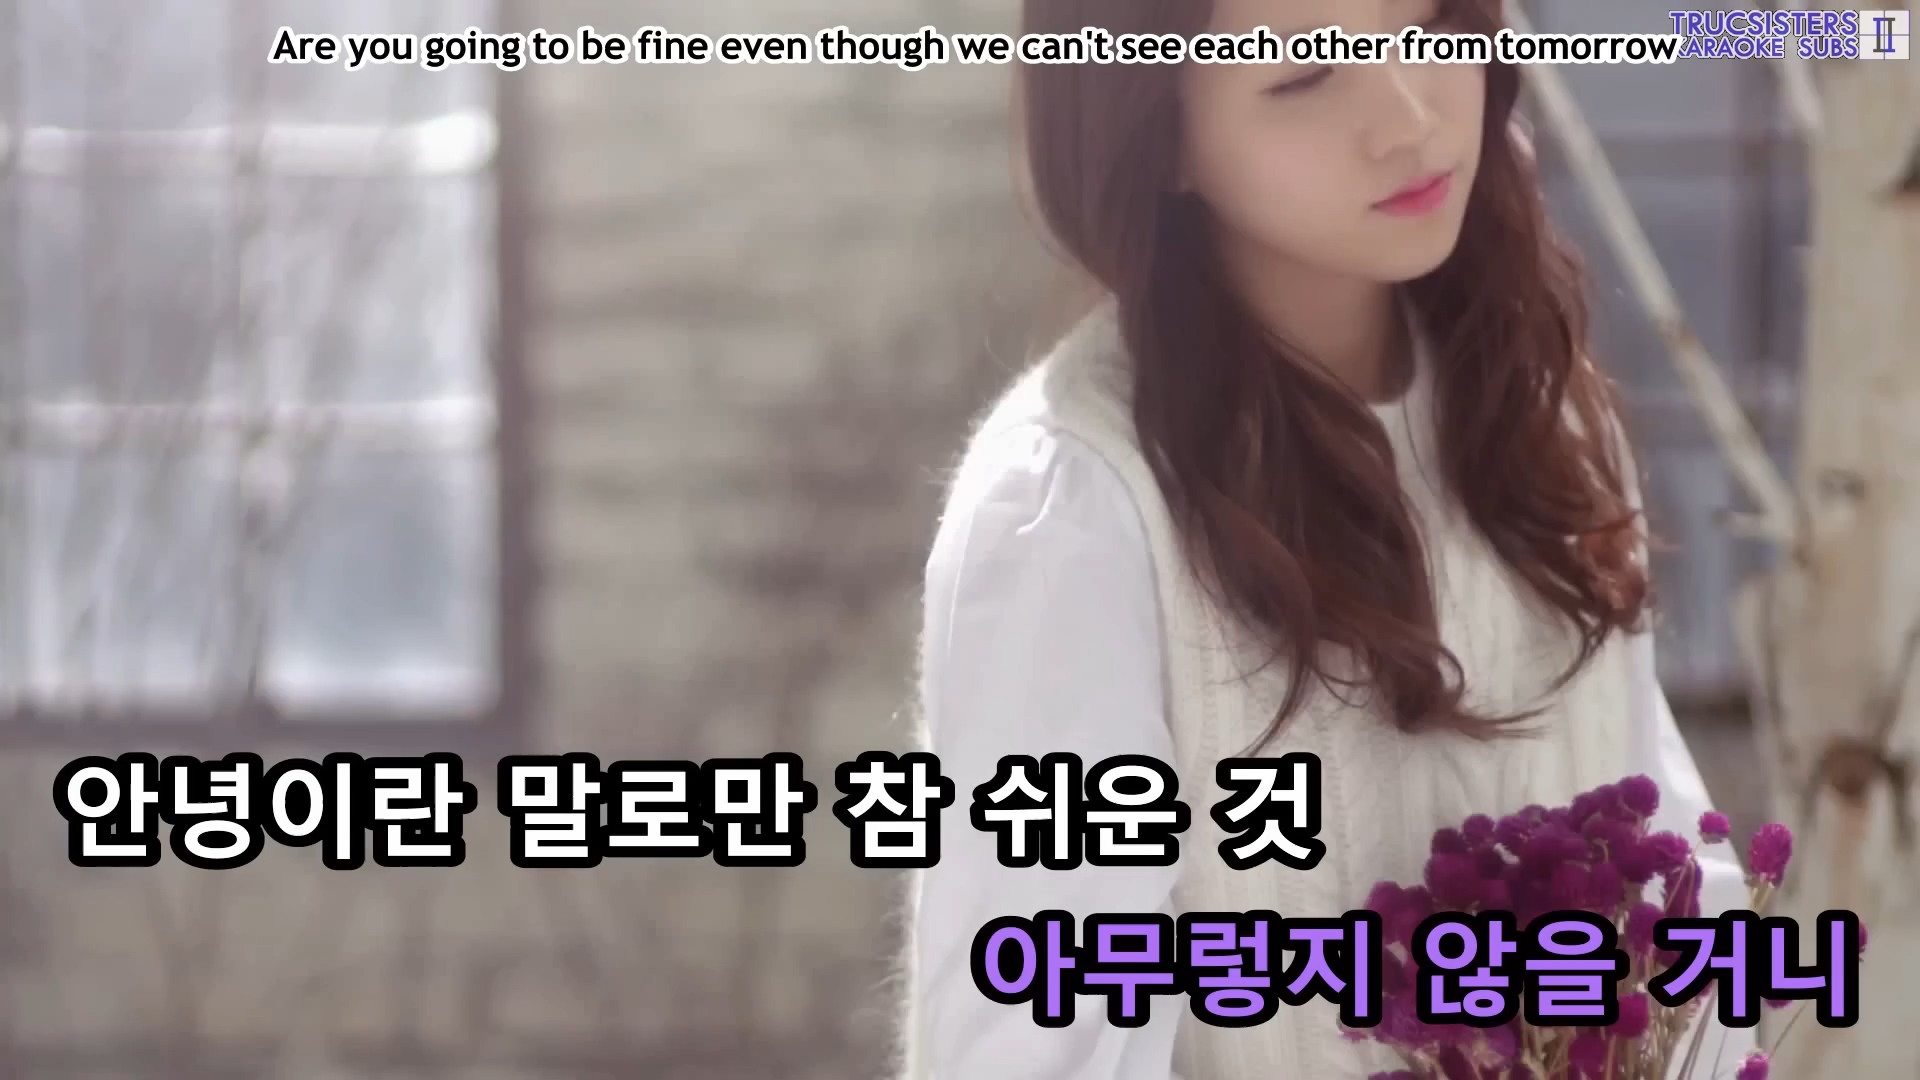 Are you going to be fine even though we can't see each other from tomorrow
TRUCSISTERS
KARAOKE SUBS II
안녕이란 말로만 참 쉬운 것
아무렇지 않을 거니